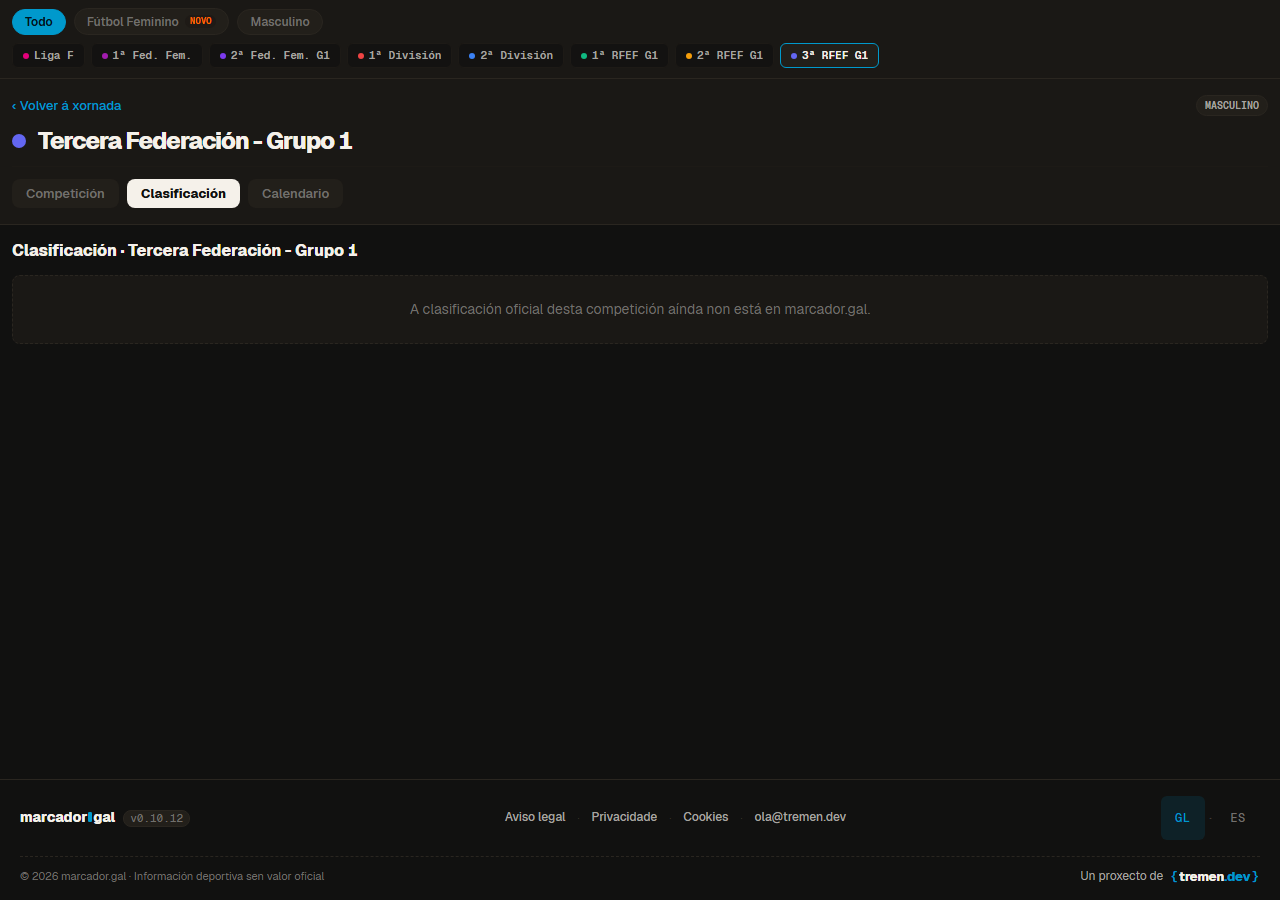 Todo Fútbol Feminino NOVO Masculino
Liga F 1ª Fed. Fem. 2ª Fed. Fem. G1 1ª División 2ª División 1ª RFEF G1 2ª RFEF G1 3ª RFEF G1
‹ Volver á xornada MASCULINO
Tercera Federación - Grupo 1
Competición Clasificación Calendario
Clasificación · Tercera Federación - Grupo 1
A clasificación oficial desta competición aínda non está en marcador.gal.
marcador gal v0.10.12 Aviso legal · Privacidade · Cookies · ola@tremen.dev GL · ES
© 2026 marcador.gal · Información deportiva sen valor oficial Un proxecto de {tremen.dev}